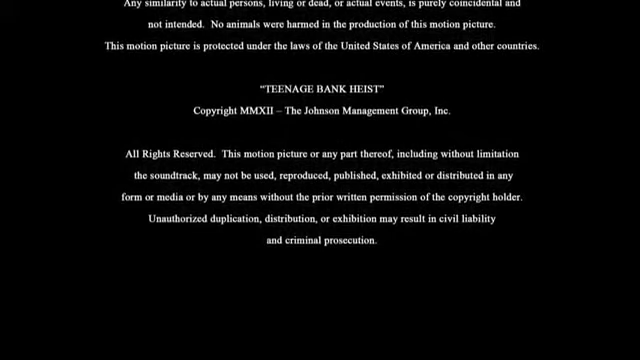 Any similarity to actual persons, living or dead, or actual events, is purely coincidental and
not intended.  No animals were harmed in the production of this motion picture.
This motion picture is protected under the laws of the United States of America and other countries.
“TEENAGE BANK HEIST”
Copyright MMXII – The Johnson Management Group, Inc.
All Rights Reserved.  This motion picture or any part thereof, including without limitation
the soundtrack, may not be used, reproduced, published, exhibited or distributed in any
form or media or by any means without the prior written permission of the copyright holder.
Unauthorized duplication, distribution, or exhibition may result in civil liability
and criminal prosecution.